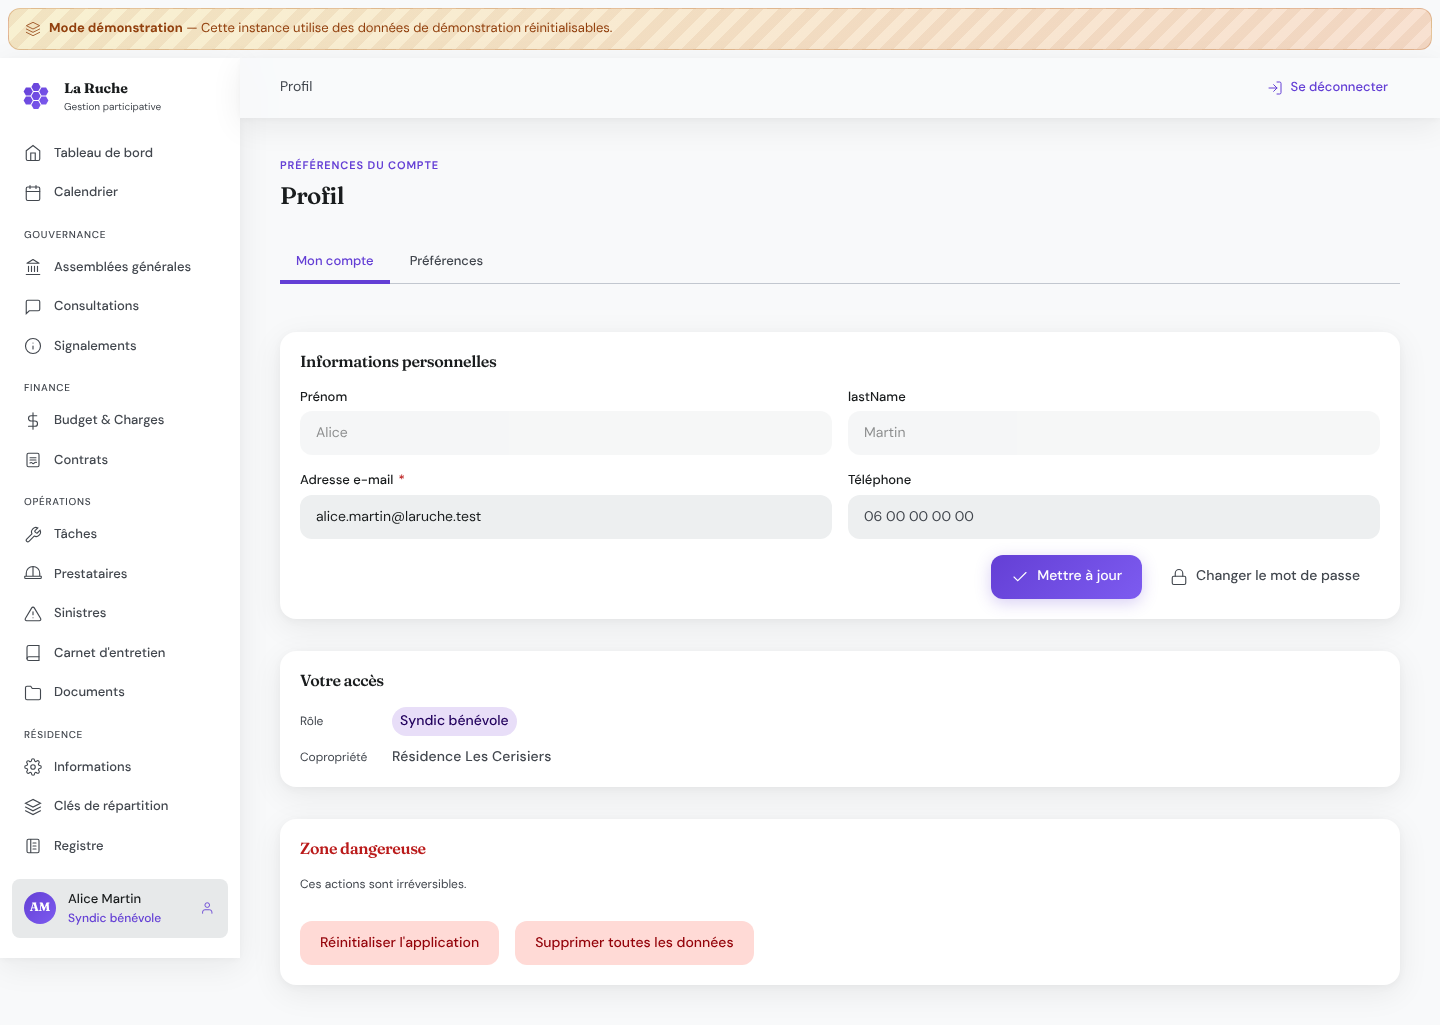 Mode démonstration — Cette instance utilise des données de démonstration réinitialisables.
La Ruche
Gestion participative
Tableau de bord
Calendrier
GOUVERNANCE
Assemblées générales
Consultations
Signalements
FINANCE
Budget & Charges
Contrats
OPÉRATIONS
Tâches
Prestataires
Sinistres
Carnet d'entretien
Documents
RÉSIDENCE
Informations
Clés de répartition
Registre
AM
Alice Martin
Syndic bénévole
Profil
Se déconnecter
PRÉFÉRENCES DU COMPTE
Profil
Mon compte
Préférences
Informations personnelles
Prénom
Alice
lastName
Martin
Adresse e-mail *
alice.martin@laruche.test
Téléphone
06 00 00 00 00
Mettre à jour
Changer le mot de passe
Votre accès
Rôle
Syndic bénévole
Copropriété
Résidence Les Cerisiers
Zone dangereuse
Ces actions sont irréversibles.
Réinitialiser l'application
Supprimer toutes les données